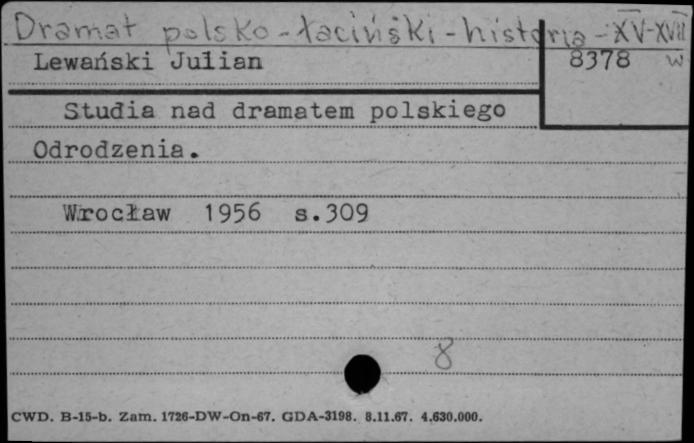 Dramat polsko-łaciński-historia-XV-XVIII w
Lewański Julian 8378
Studia nad dramatem polskiego
Odrodzenia.
Wrocław 1956 s.309
8
CWD. B-15-b. Zam. 1726-DW-On-67. GDA-3198. 8.11.67. 4.630.000.